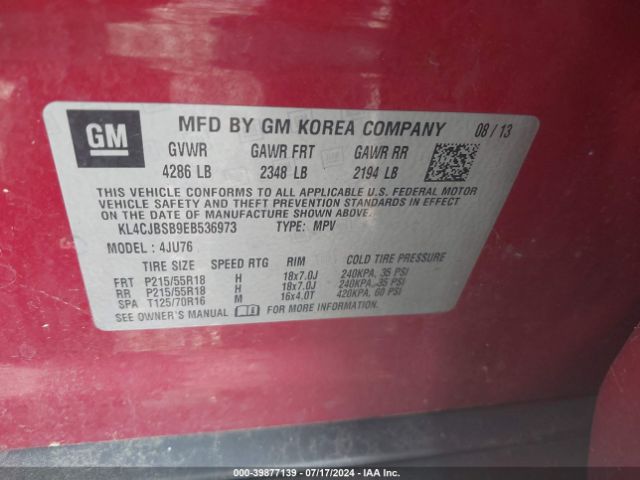 GM
MFD BY GM KOREA COMPANY 08/13
GVWR GAWR FRT GAWR RR
4286 LB 2348 LB 2194 LB
THIS VEHICLE CONFORMS TO ALL APPLICABLE U.S. FEDERAL MOTOR
VEHICLE SAFETY AND THEFT PREVENTION STANDARDS IN EFFECT ON
THE DATE OF MANUFACTURE SHOWN ABOVE.
KL4CJBSB9EB536973 TYPE: MPV
MODEL: 4JU76
TIRE SIZE SPEED RTG RIM COLD TIRE PRESSURE
FRT P215/55R18 H 18x7.0J 240KPA, 35 PSI
RR P215/55R18 H 18x7.0J 240KPA, 35 PSI
SPA T125/70R16 M 16x4.0T 420KPA, 60 PSI
SEE OWNER'S MANUAL FOR MORE INFORMATION.
000-39877139 - 07/17/2024 - IAA Inc.